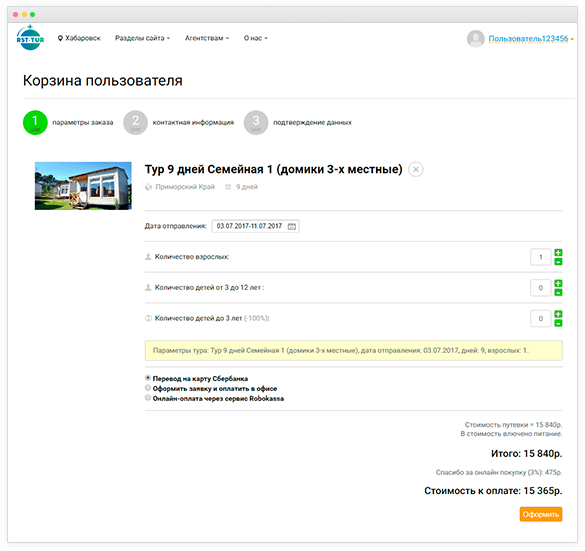 RST-TUR
Хабаровск Разделы сайта Агентствам О нас Пользователь123456
Корзина пользователя
1 шаг параметры заказа 2 шаг контактная информация 3 шаг подтверждение данных
Тур 9 дней Семейная 1 (домики 3-х местные)
Приморский Край 9 дней
Дата отправления: 03.07.2017-11.07.2017
Количество взрослых: 1
Количество детей от 3 до 12 лет : 0
Количество детей до 3 лет (-100%): 0
Параметры тура: Тур 9 дней Семейная 1 (домики 3-х местные), дата отправления: 03.07.2017, дней: 9, взрослых: 1.
Перевод на карту Сбербанка
Оформить заявку и оплатить в офисе
Онлайн-оплата через сервис Robokassa
Стоимость путевки = 15 840р.
В стоимость включено питание.
Итого: 15 840р.
Спасибо за онлайн покупку (3%): 475р.
Стоимость к оплате: 15 365р.
Оформить